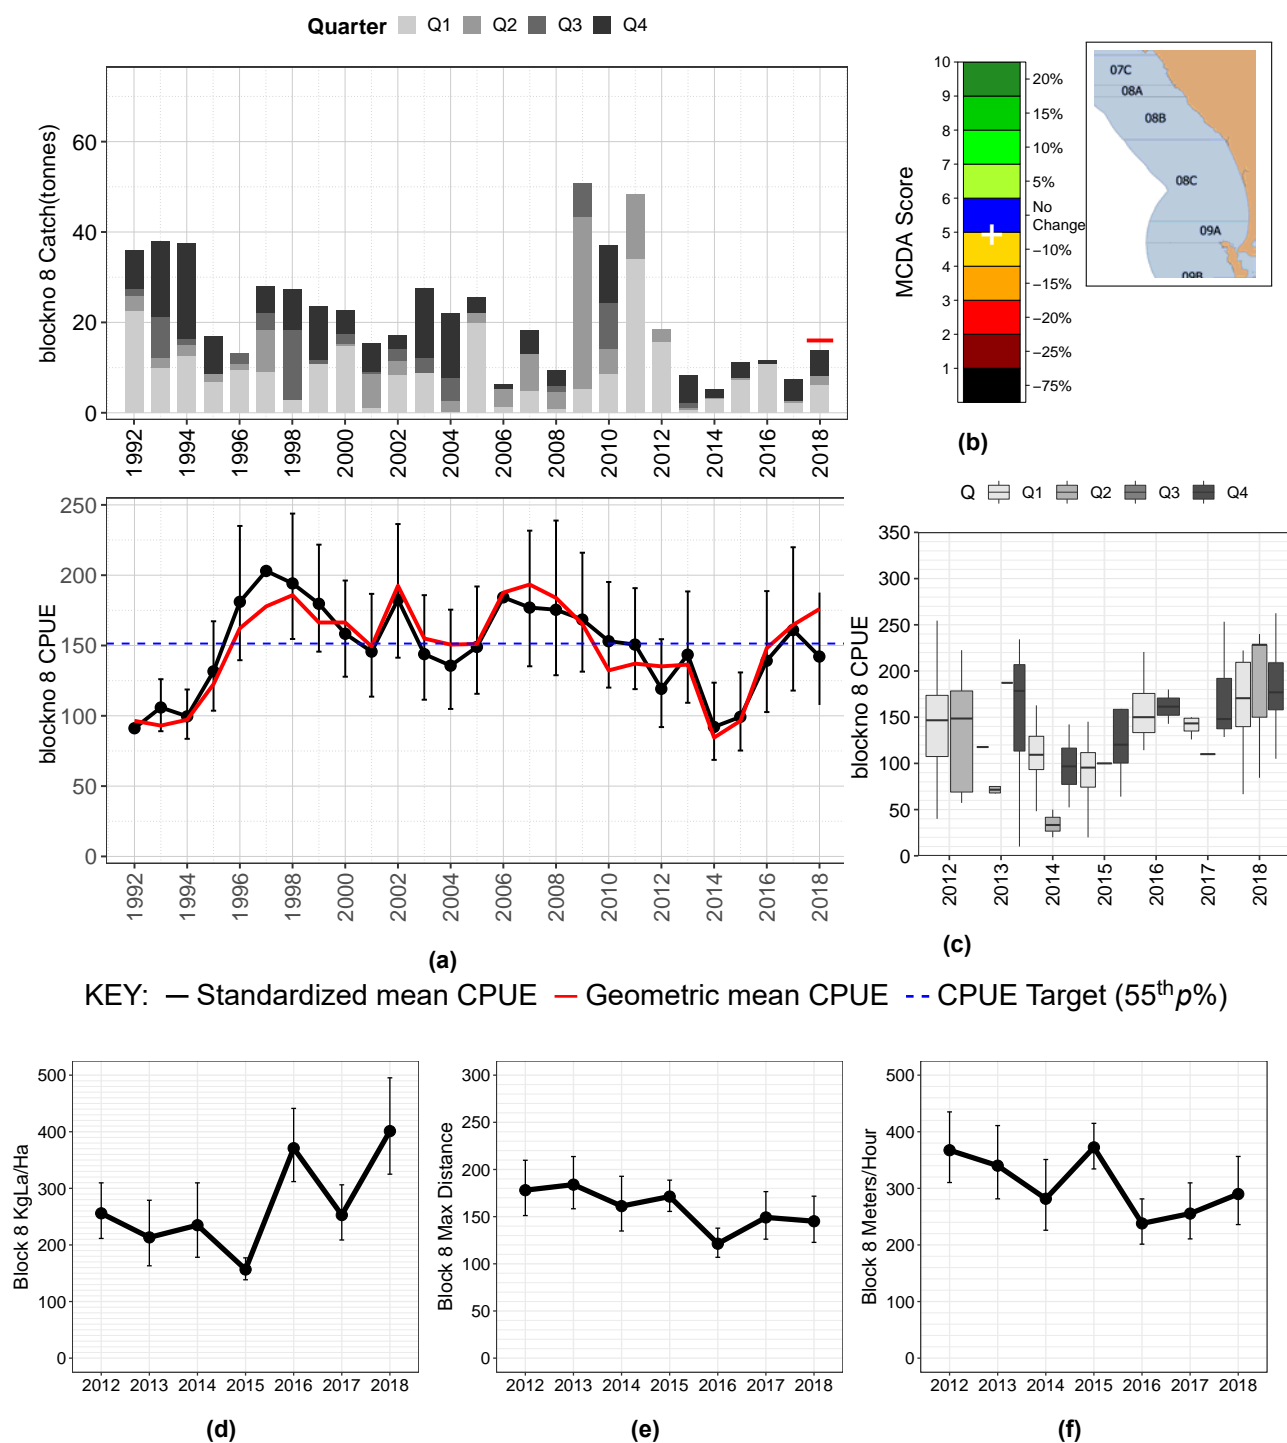 Quarter Q1 Q2 Q3 Q4
blockno 8 Catch(tonnes)
60
40
20
0
1992 1994 1996 1998 2000 2002 2004 2006 2008 2010 2012 2014 2016 2018
blockno 8 CPUE
250
200
150
100
50
0
1992 1994 1996 1998 2000 2002 2004 2006 2008 2010 2012 2014 2016 2018
(a)
MCDA Score
10
9
8
7
6
5
4
3
2
1
20%
15%
10%
5%
No
Change
−10%
−15%
−20%
−25%
−75%
(b)
07C
08A
08B
08C
09A
09B
Q Q1 Q2 Q3 Q4
blockno 8 CPUE
350
300
250
200
150
100
50
0
2012 2013 2014 2015 2016 2017 2018
(c)
KEY: Standardized mean CPUE Geometric mean CPUE CPUE Target (55th p%)
Block 8 KgLa/Ha
500
400
300
200
100
0
2012 2013 2014 2015 2016 2017 2018
(d)
Block 8 Max Distance
300
250
200
150
100
50
0
2012 2013 2014 2015 2016 2017 2018
(e)
Block 8 Meters/Hour
500
400
300
200
100
0
2012 2013 2014 2015 2016 2017 2018
(f)